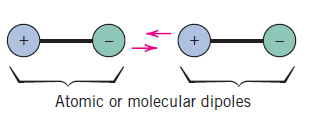 + – + –
Atomic or molecular dipoles